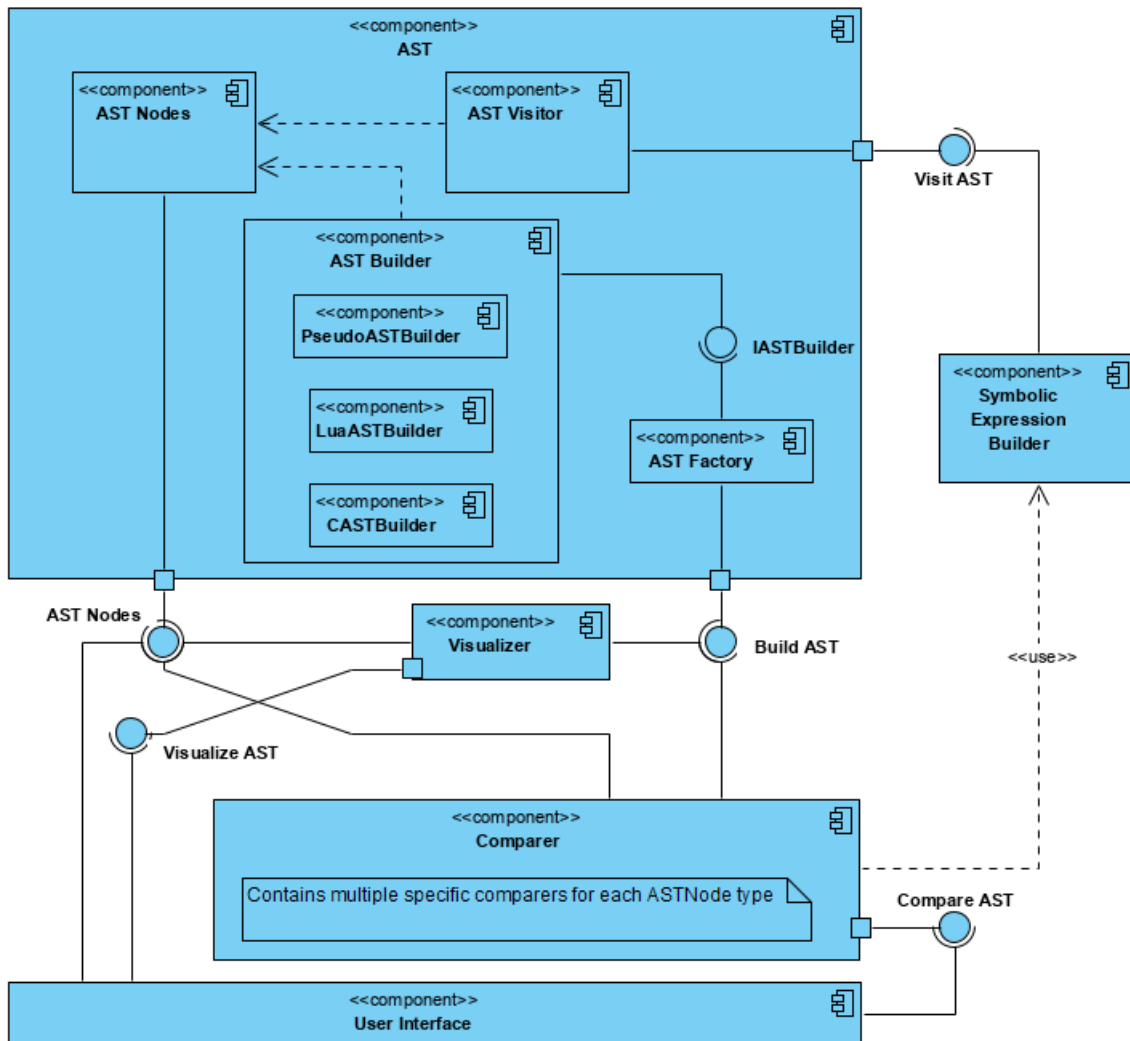 <<component>>
AST
<<component>>
AST Nodes
<<component>>
AST Visitor
Visit AST
<<component>>
AST Builder
<<component>>
PseudoASTBuilder
IASTBuilder
<<component>>
Symbolic
Expression
Builder
<<component>>
LuaASTBuilder
<<component>>
AST Factory
<<component>>
CASTBuilder
AST Nodes
<<component>>
Visualizer
Build AST
<<use>>
Visualize AST
<<component>>
Comparer
Contains multiple specific comparers for each ASTNode type
Compare AST
<<component>>
User Interface